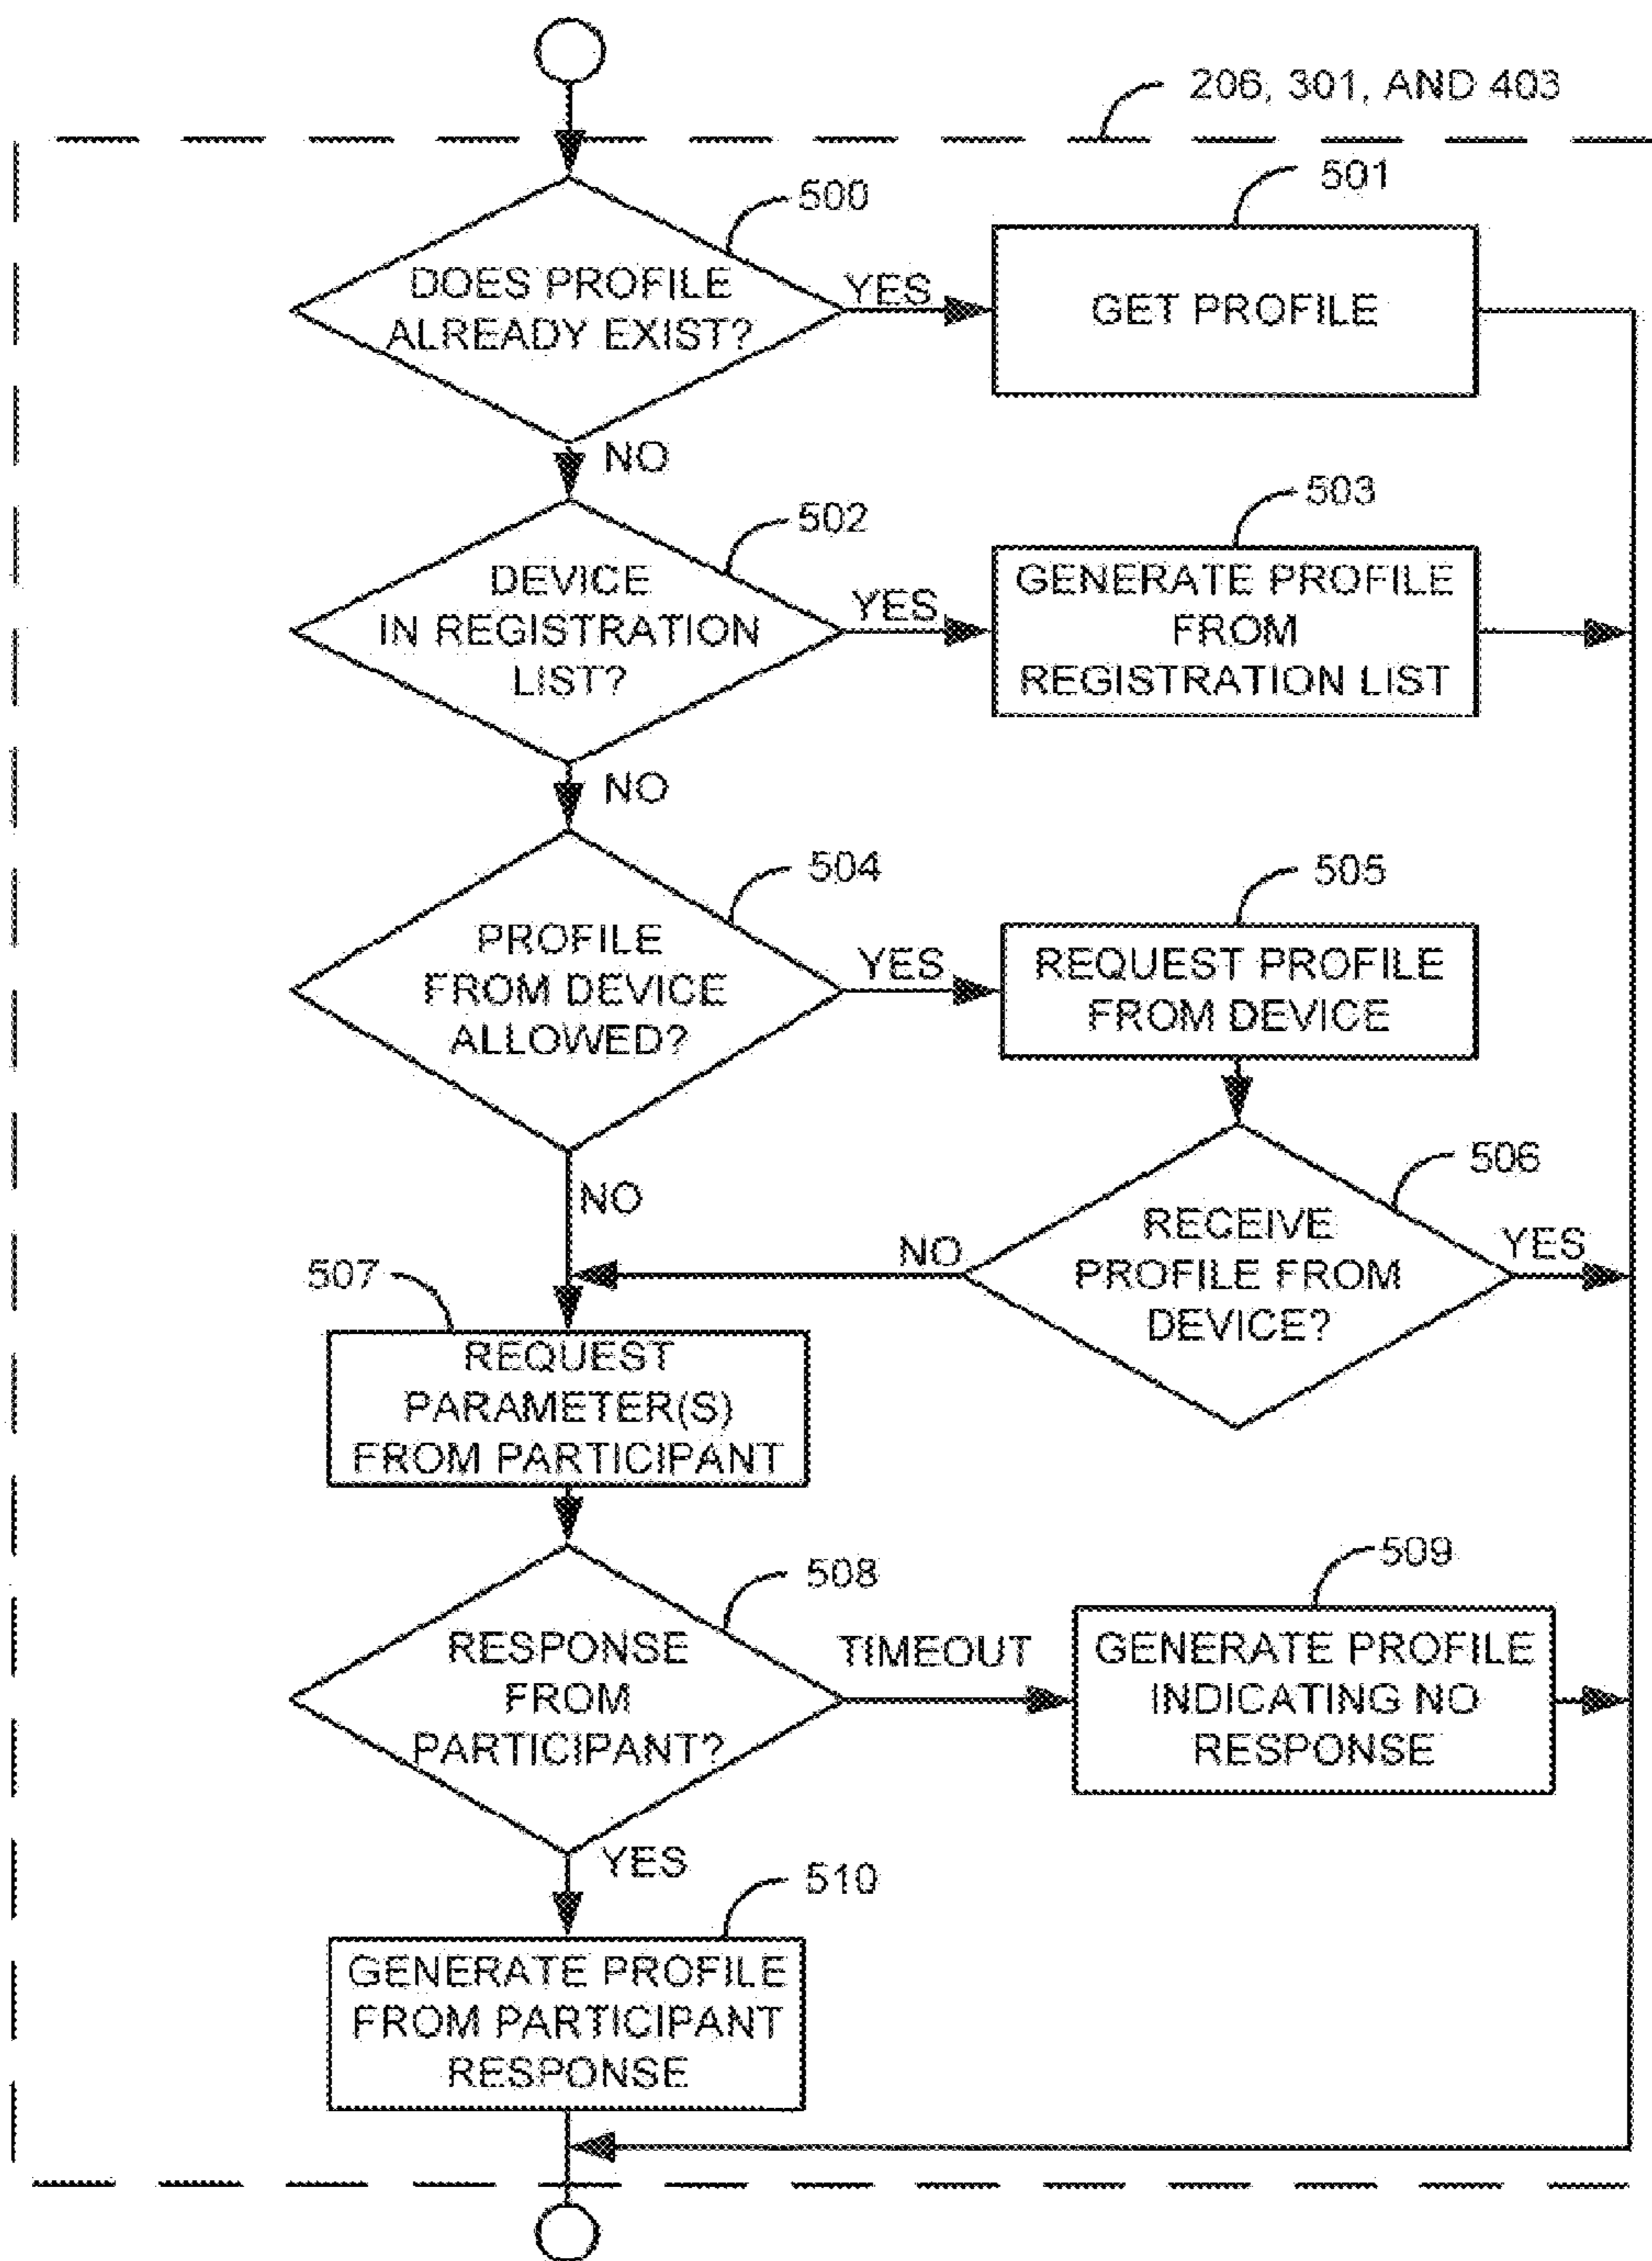 206, 301, AND 403
500
501
DOES PROFILE
ALREADY EXIST?
YES
GET PROFILE
NO
502
503
DEVICE
IN REGISTRATION
LIST?
YES
GENERATE PROFILE
FROM
REGISTRATION LIST
NO
504
505
PROFILE
FROM DEVICE
ALLOWED?
YES
REQUEST PROFILE
FROM DEVICE
NO
506
RECEIVE
PROFILE FROM
DEVICE?
NO
YES
507
REQUEST
PARAMETER(S)
FROM PARTICIPANT
508
509
RESPONSE
FROM
PARTICIPANT?
TIMEOUT
GENERATE PROFILE
INDICATING NO
RESPONSE
YES
510
GENERATE PROFILE
FROM PARTICIPANT
RESPONSE